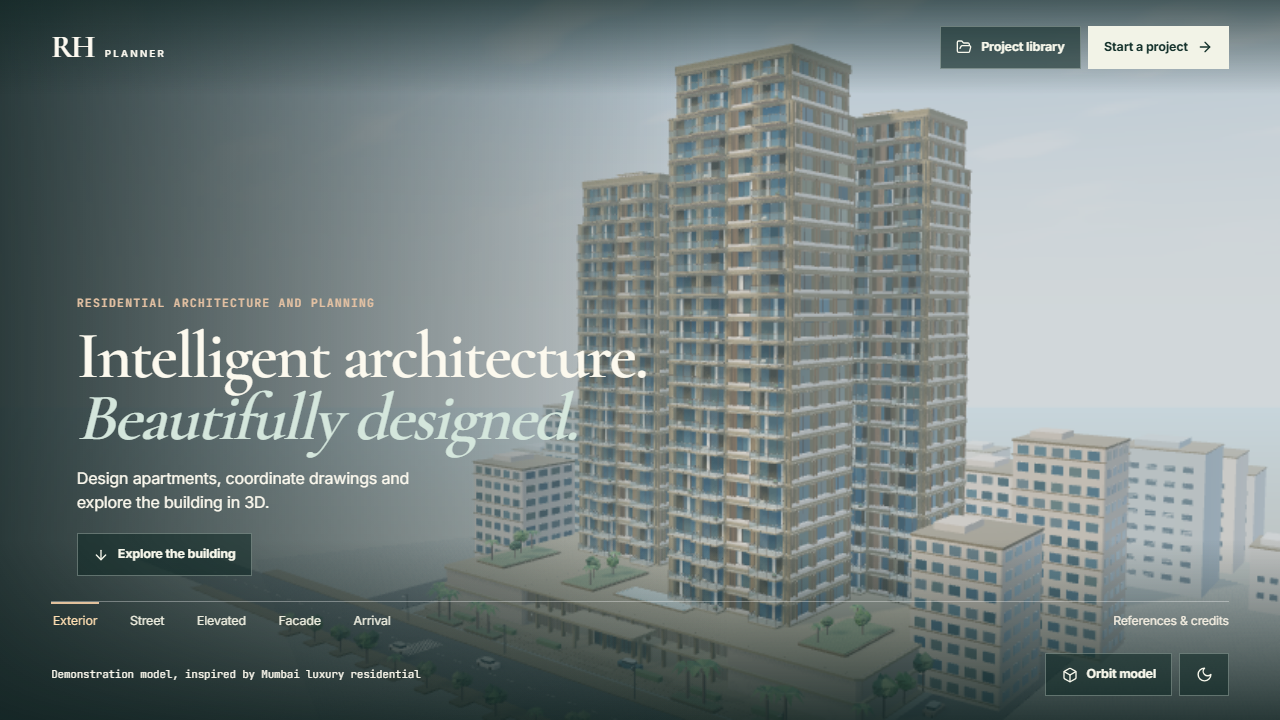 RH PLANNER
Project library
Start a project
RESIDENTIAL ARCHITECTURE AND PLANNING
Intelligent architecture.
Beautifully designed.
Design apartments, coordinate drawings and
explore the building in 3D.
Explore the building
Exterior Street Elevated Facade Arrival
References & credits
Demonstration model, inspired by Mumbai luxury residential
Orbit model